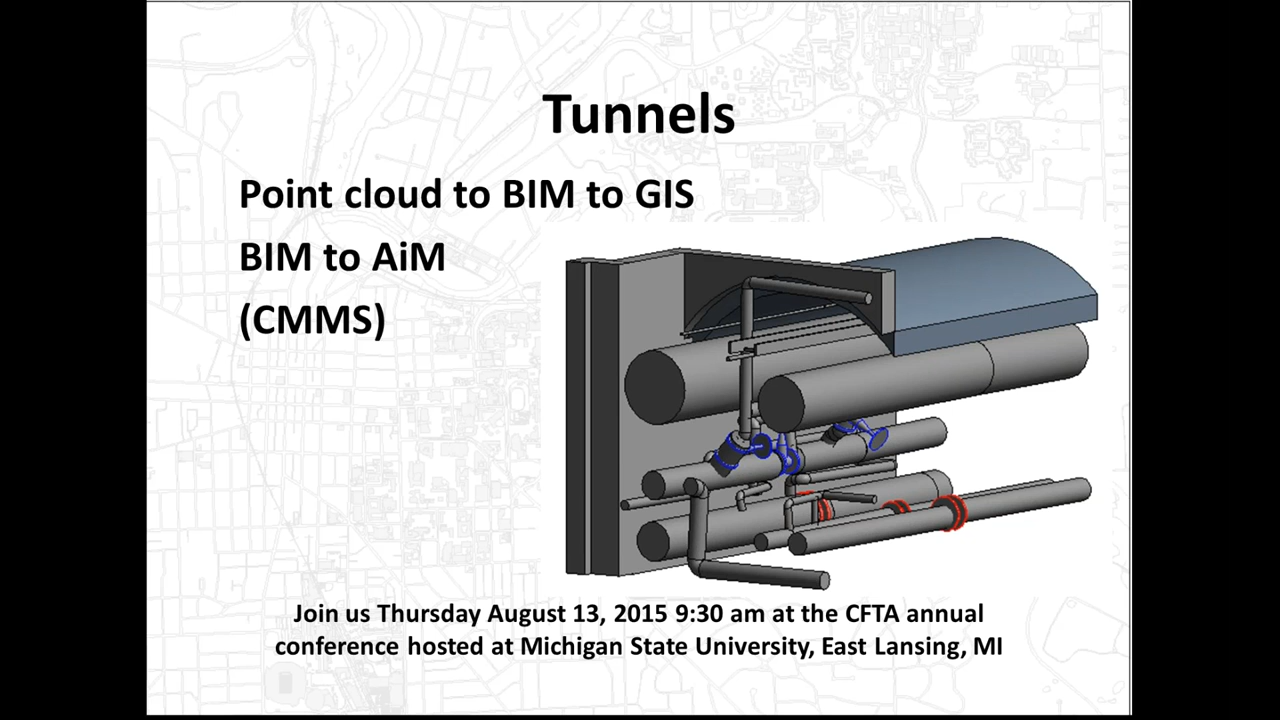 Tunnels
Point cloud to BIM to GIS
BIM to AiM
(CMMS)
Join us Thursday August 13, 2015 9:30 am at the CFTA annual
conference hosted at Michigan State University, East Lansing, MI